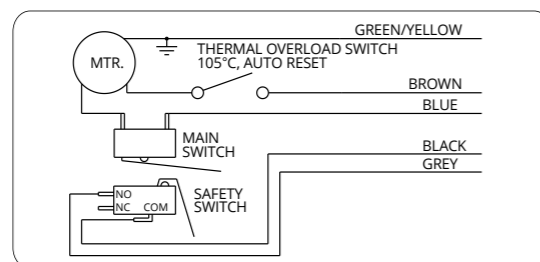 GREEN/YELLOW
THERMAL OVERLOAD SWITCH
105°C, AUTO RESET
MTR.
BROWN
BLUE
MAIN
SWITCH
BLACK
GREY
NO
NC COM
SAFETY
SWITCH